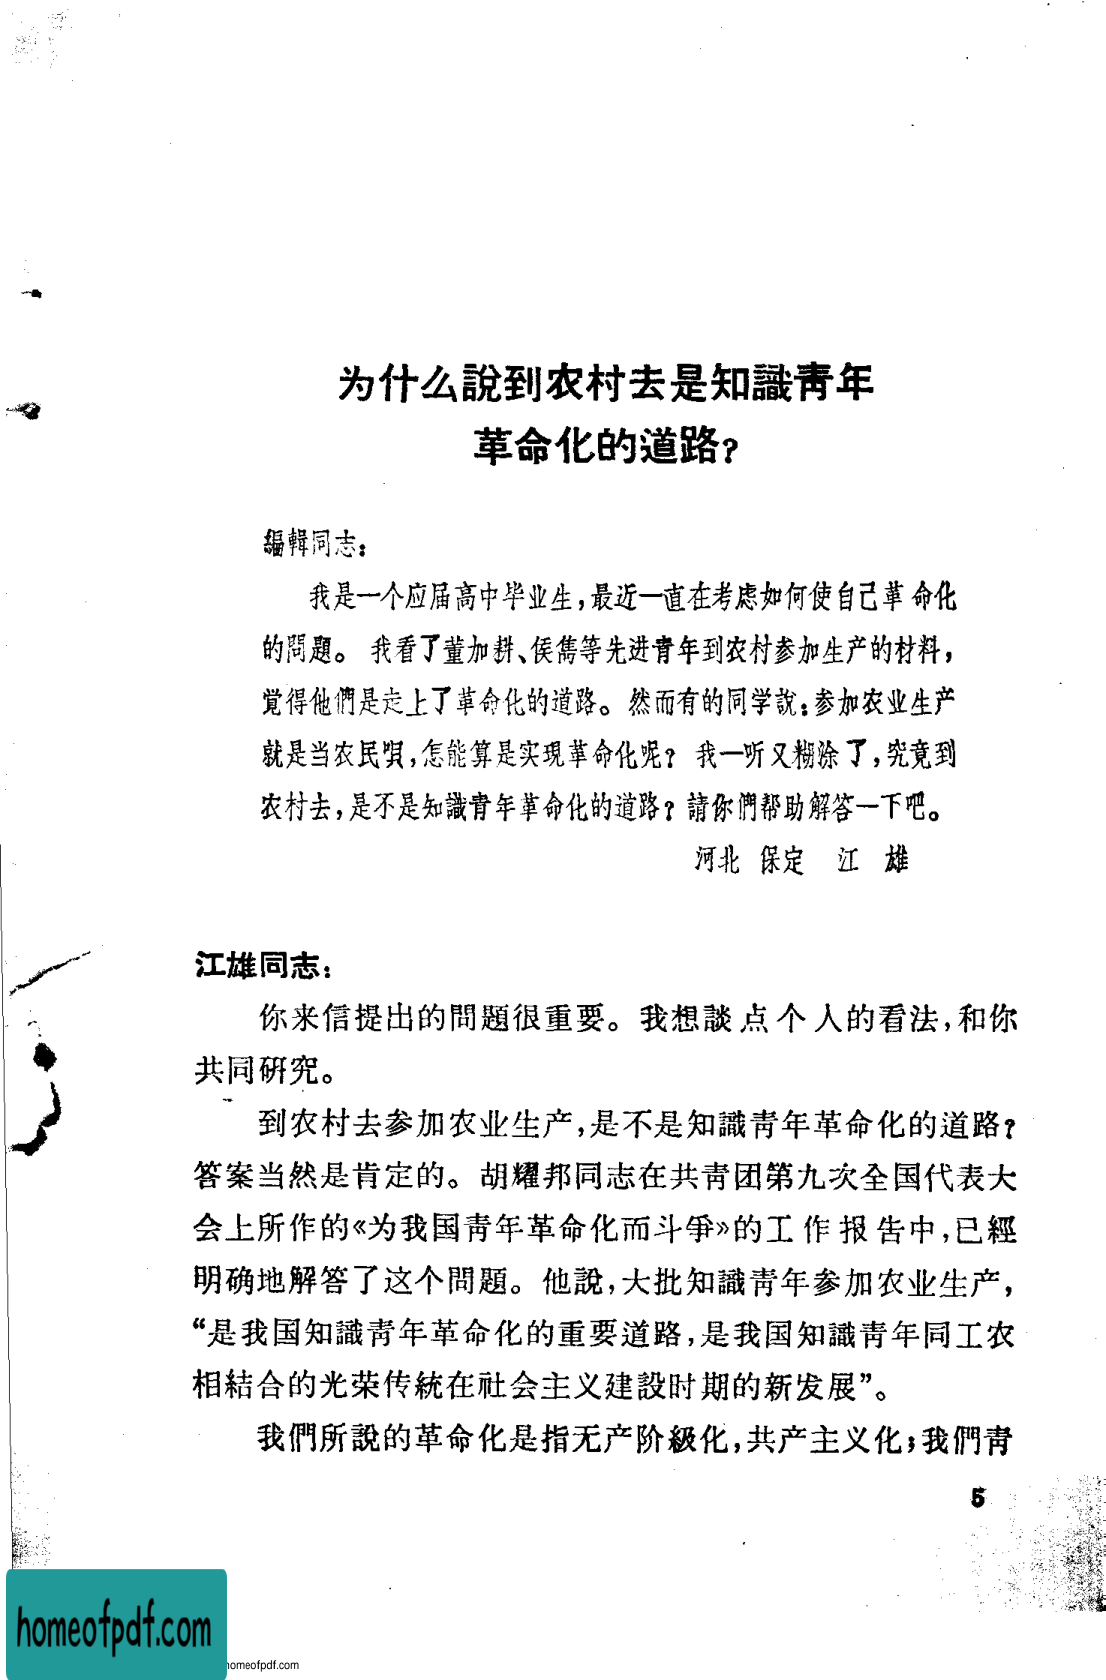 为什么說到农村去是知識靑年
革命化的道路?
編輯同志：
我是一个应届高中毕业生，最近一直在考虑如何使自己革命化
的問題。我看了董加耕、侯雋等先进青年到农村参加生产的材料，
覚得他們是走上了革命化的道路。然而有的同学說：参加农业生产
就是当农民唄，怎能算是实現革命化呢？我一听又糊涂了，究竟到
农村去，是不是知識青年革命化的道路？請你們帮助解答一下吧。
河北 保定 江 雄
江雄同志：
你来信提出的問題很重要。我想談点个人的看法，和你
共同研究。
到农村去参加农业生产，是不是知識靑年革命化的道路？
答案当然是肯定的。胡耀邦同志在共靑团第九次全国代表大
会上所作的《为我国靑年革命化而斗爭》的工作报告中，已經
明确地解答了这个問題。他說，大批知識靑年参加农业生产，
“是我国知識靑年革命化的重要道路，是我国知識靑年同工农
相結合的光荣传統在社会主义建設时期的新发展”。
我們所說的革命化是指无产阶級化，共产主义化；我們靑
5
homeofpdf.com
homeofpdf.com